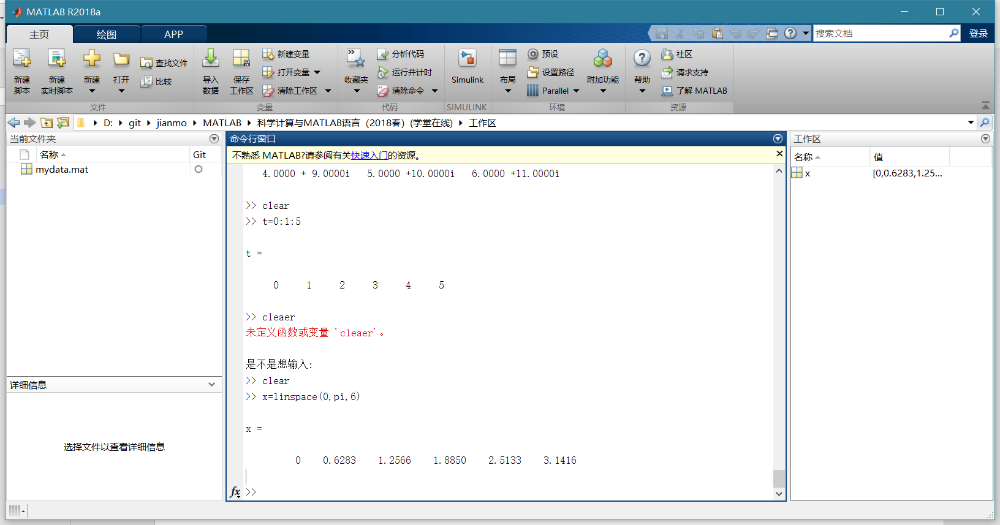 MATLAB R2018a
主页 绘图 APP 搜索文档 登录
新建
脚本
新建
实时脚本
新建
打开
查找文件
比较
导入
数据
保存
工作区
新建变量
打开变量
清除工作区
收藏夹
分析代码
运行并计时
清除命令
Simulink
布局
预设
设置路径
Parallel
附加功能
帮助
社区
请求支持
了解 MATLAB
文件 变量 代码 SIMULINK 环境 资源
D: git jianmo MATLAB 科学计算与MATLAB语言（2018春）(学堂在线) 工作区
当前文件夹
名称 Git
mydata.mat
详细信息
选择文件以查看详细信息
命令行窗口
不熟悉 MATLAB?请参阅有关快速入门的资源。
4.0000 + 9.0000i 5.0000 +10.0000i 6.0000 +11.0000i
>> clear
>> t=0:1:5
t =
0 1 2 3 4 5
>> cleaer
未定义函数或变量 'cleaer'。
是不是想输入:
>> clear
>> x=linspace(0,pi,6)
x =
0 0.6283 1.2566 1.8850 2.5133 3.1416
fx >>
工作区
名称 值
x [0,0.6283,1.25...